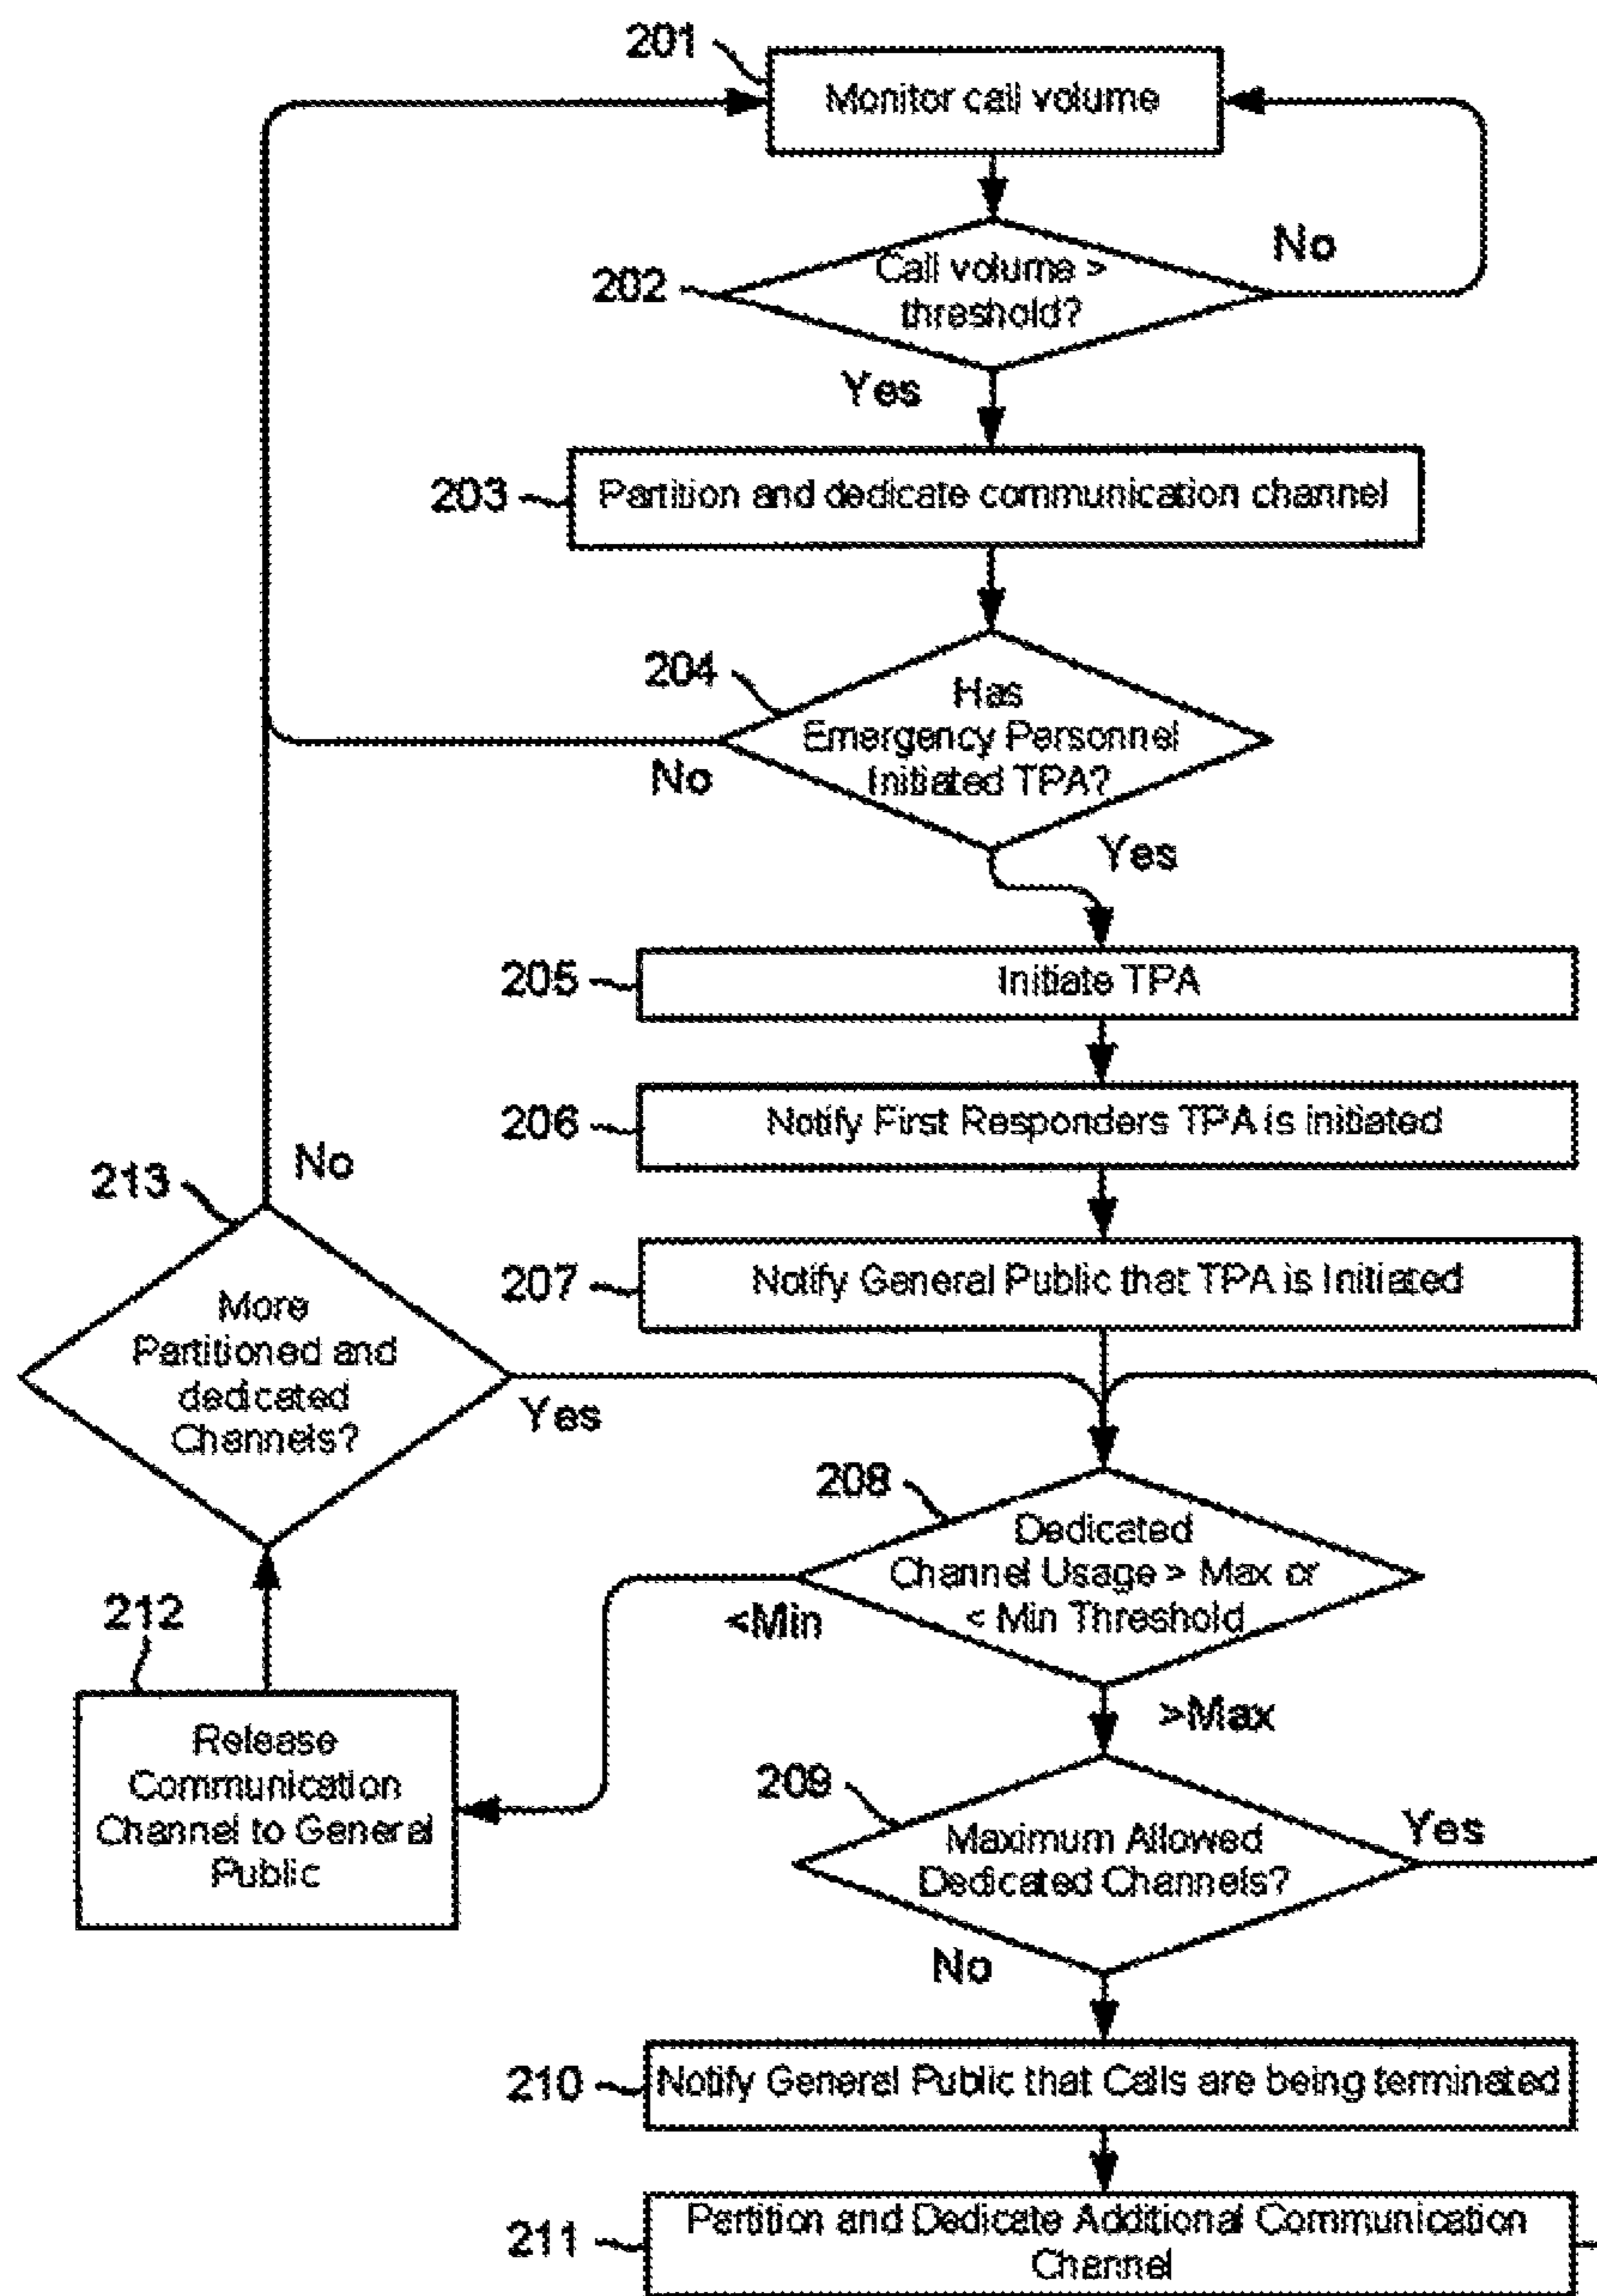 201
Monitor call volume
202
Call volume >
threshold?
No
Yes
203
Partition and dedicate communication channel
204
Has
Emergency Personnel
Initiated TPA?
No
Yes
205
Initiate TPA
206
Notify First Responders TPA is initiated
207
Notify General Public that TPA is Initiated
213
No
More
Partitioned and
dedicated
Channels?
Yes
208
Dedicated
Channel Usage > Max or
< Min Threshold
<Min
>Max
212
Release
Communication
Channel to General
Public
209
Maximum Allowed
Dedicated Channels?
Yes
No
210
Notify General Public that Calls are being terminated
211
Partition and Dedicate Additional Communication
Channel